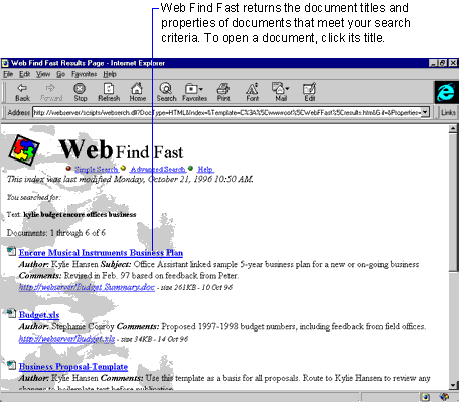 Web Find Fast returns the document titles and
properties of documents that meet your search
criteria. To open a document, click its title.
Web Find Fast Results Page - Internet Explorer
File Edit View Go Favorites Help
Back Forward Stop Refresh Home Search Favorites Print Font Mail Edit
Address http://webserver/scripts/webserch.dll?DocType=HTML&Index=&Template=C%3A\%5Cwwwroot%5CWebFFast%5Cresults.htm&Git=&Properties= Links
Web Find Fast
Simple Search Advanced Search Help
This index was last modified Monday, October 21, 1996 10:50 AM.
You searched for:
Text: kylie budget encore offices business
Documents: 1 through 6 of 6
Encore Musical Instruments Business Plan
Author: Kylie Hansen Subject: Office Assistant linked sample 5-year business plan for a new or on-going business
Comments: Revised in Feb. 97 based on feedback from Peter.
http://webserver/Budget Summary.doc - size 261KB - 10 Oct 96
Budget.xls
Author: Stephanie Conroy Comments: Proposed 1997-1998 budget numbers, including feedback from field offices.
http://webserver/Budget.xls - size 34KB - 14 Oct 96
Business Proposal-Template
Author: Kylie Hansen Comments: Use this template as a basis for all proposals. Route to Kylie Hansen to review any
changes to boilerplate text before publication